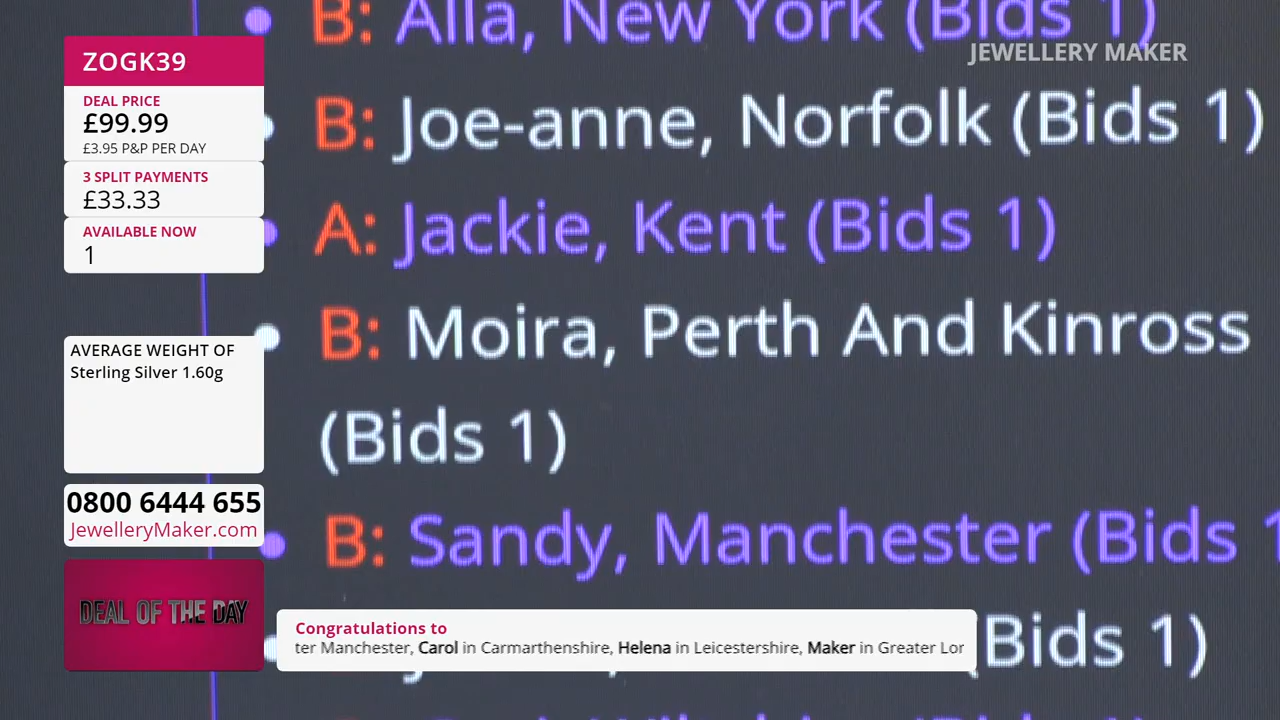 B: Alla, New York (Bids 1)
JEWELLERY MAKER
ZOGK39
DEAL PRICE
£99.99
£3.95 P&P PER DAY
3 SPLIT PAYMENTS
£33.33
AVAILABLE NOW
1
B: Joe-anne, Norfolk (Bids 1)
A: Jackie, Kent (Bids 1)
B: Moira, Perth And Kinross
(Bids 1)
B: Sandy, Manchester (Bids 1
(Bids 1)
AVERAGE WEIGHT OF
Sterling Silver 1.60g
0800 6444 655
JewelleryMaker.com
DEAL OF THE DAY
Congratulations to
ter Manchester, Carol in Carmarthenshire, Helena in Leicestershire, Maker in Greater Lor